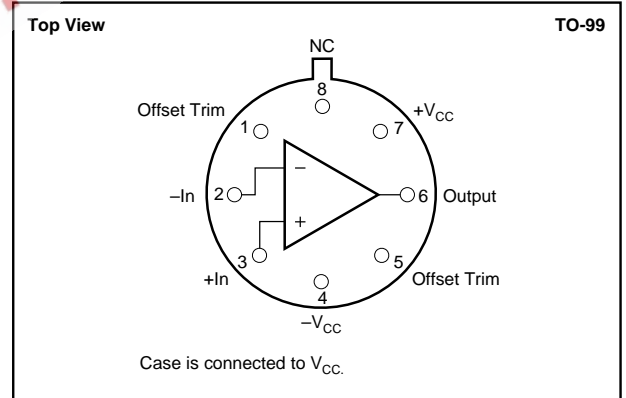 Top View
TO-99
NC
8
Offset Trim
+VCC
1
7
–
–In
2
6
Output
+
3
5
+In
Offset Trim
4
–VCC
Case is connected to VCC.